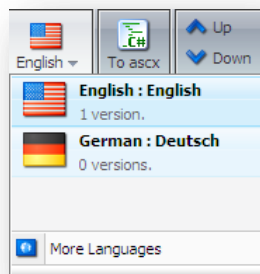 C#
Up
English
To ascx
Down
English : English
1 version.
German : Deutsch
0 versions.
More Languages